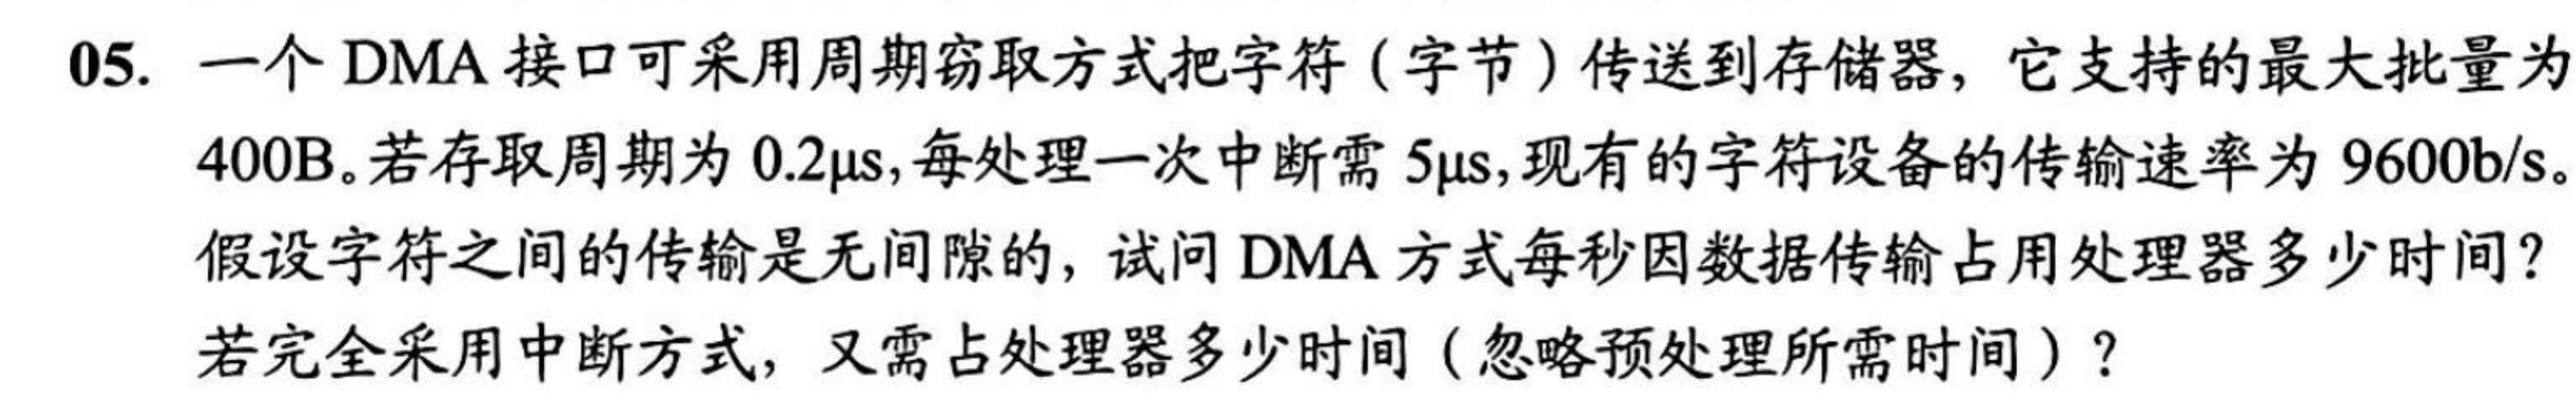 05. 一个 DMA 接口可采用周期窃取方式把字符（字节）传送到存储器，它支持的最大批量为
400B。若存取周期为 0.2μs，每处理一次中断需 5μs，现有的字符设备的传输速率为 9600b/s。
假设字符之间的传输是无间隙的，试问 DMA 方式每秒因数据传输占用处理器多少时间？
若完全采用中断方式，又需占处理器多少时间（忽略预处理所需时间）？